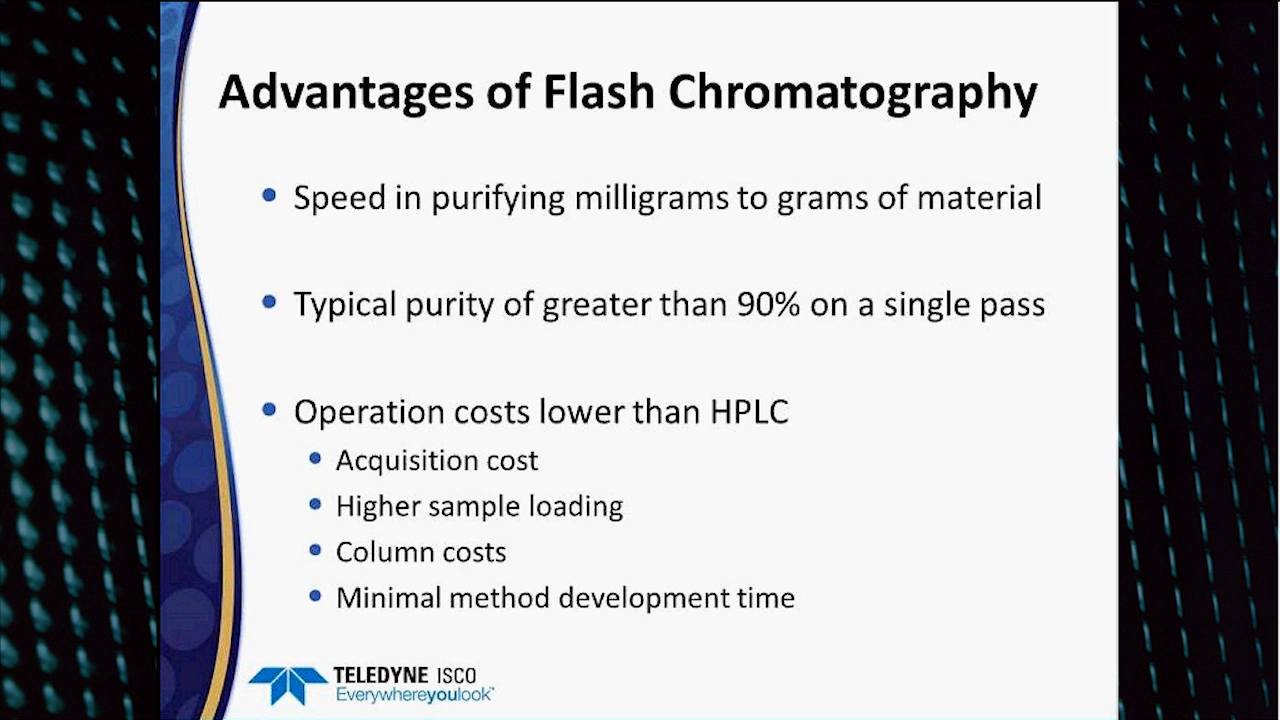 Advantages of Flash Chromatography
Speed in purifying milligrams to grams of material
Typical purity of greater than 90% on a single pass
Operation costs lower than HPLC
Acquisition cost
Higher sample loading
Column costs
Minimal method development time
TELEDYNE ISCO
Everywhereyoulook™